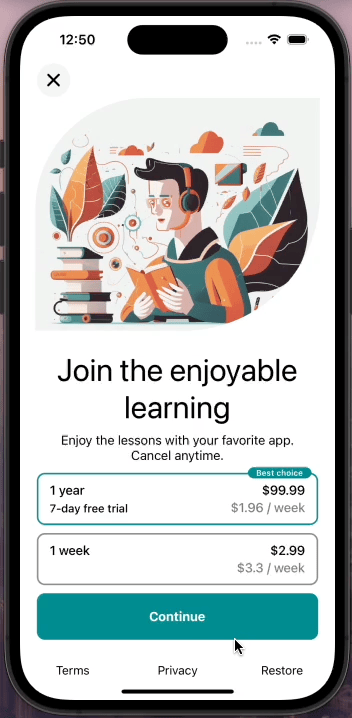 12:50
Join the enjoyable
learning
Enjoy the lessons with your favorite app.
Cancel anytime.
Best choice
1 year $99.99
7-day free trial $1.96 / week
1 week $2.99
$3.3 / week
Continue
Terms Privacy Restore